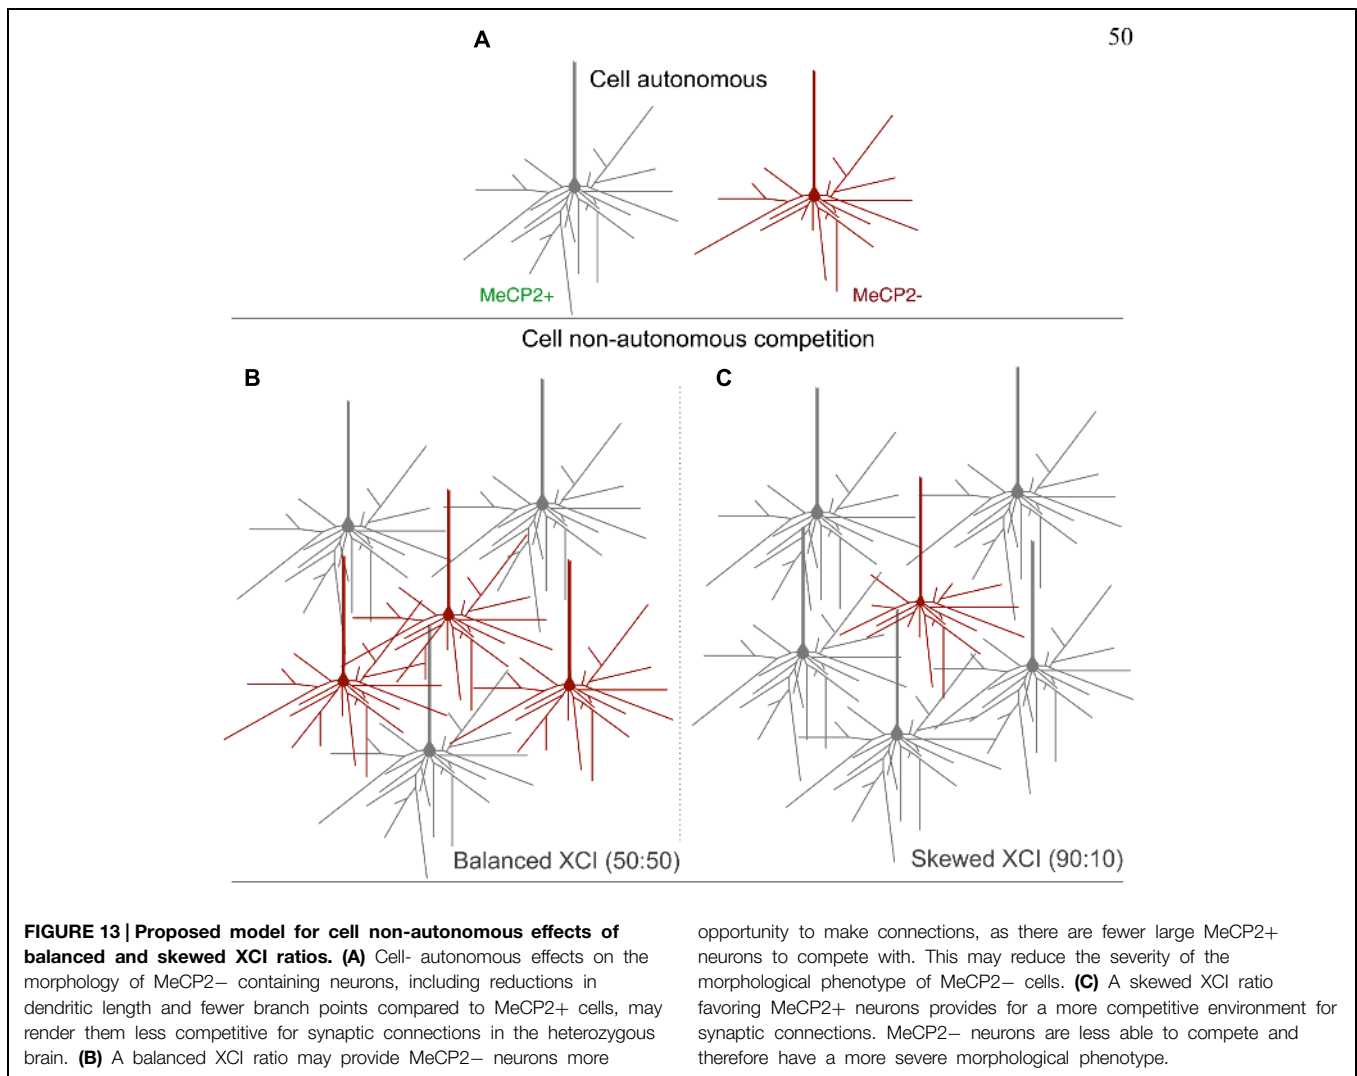 A
50
Cell autonomous
MeCP2+
MeCP2-
Cell non-autonomous competition
B
C
Balanced XCI (50:50)
Skewed XCI (90:10)
FIGURE 13 | Proposed model for cell non-autonomous effects of
balanced and skewed XCI ratios. (A) Cell- autonomous effects on the
morphology of MeCP2− containing neurons, including reductions in
dendritic length and fewer branch points compared to MeCP2+ cells, may
render them less competitive for synaptic connections in the heterozygous
brain. (B) A balanced XCI ratio may provide MeCP2− neurons more
opportunity to make connections, as there are fewer large MeCP2+
neurons to compete with. This may reduce the severity of the
morphological phenotype of MeCP2− cells. (C) A skewed XCI ratio
favoring MeCP2+ neurons provides for a more competitive environment for
synaptic connections. MeCP2− neurons are less able to compete and
therefore have a more severe morphological phenotype.